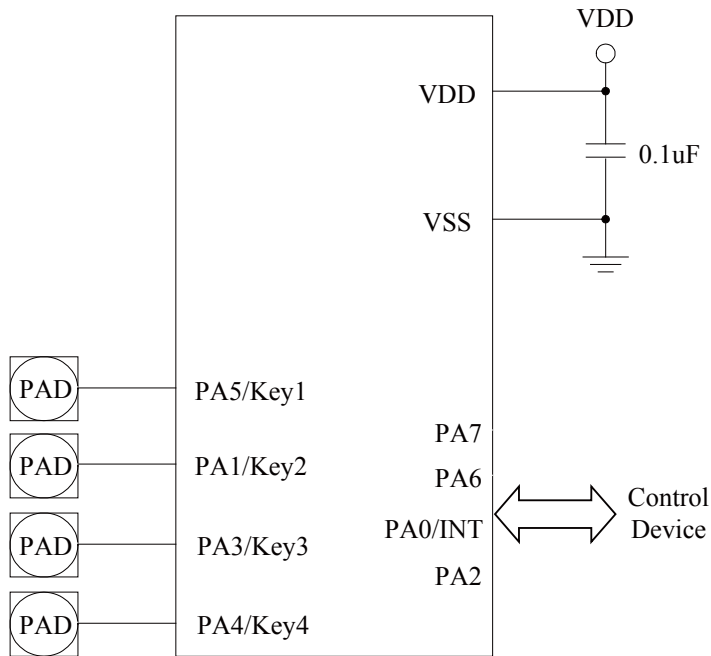 VDD
VDD
0.1uF
VSS
PAD
PA5/Key1
PA7
PAD
PA1/Key2
PA6
Control
Device
PA0/INT
PAD
PA3/Key3
PA2
PAD
PA4/Key4